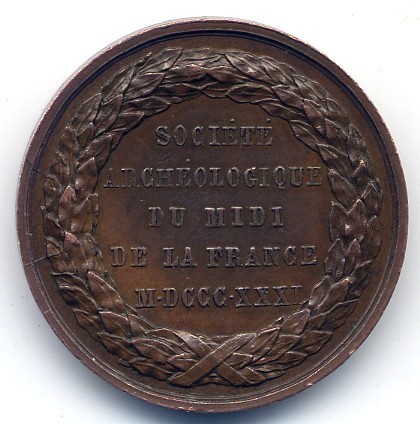 SOCIÉTÉ
ARCHÉOLOGIQUE
DU MIDI
DE LA FRANCE
M·DCCC·XXXI